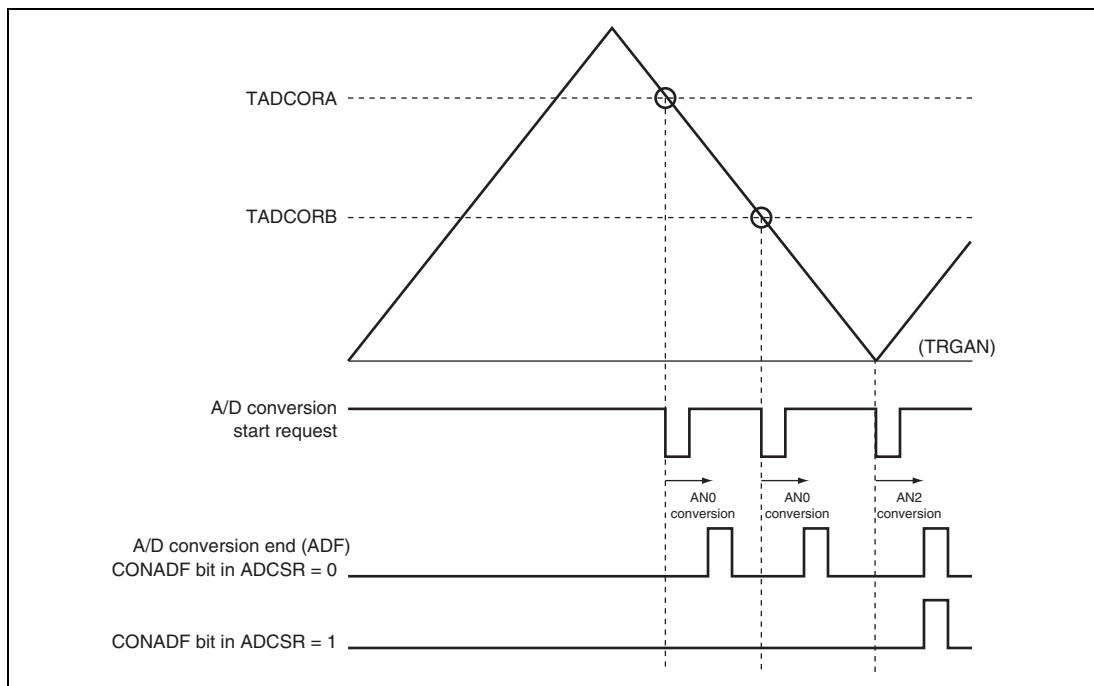 TADCORA
TADCORB
(TRGAN)
A/D conversion
start request
AN0
conversion
AN0
conversion
AN2
conversion
A/D conversion end (ADF)
CONADF bit in ADCSR = 0
CONADF bit in ADCSR = 1